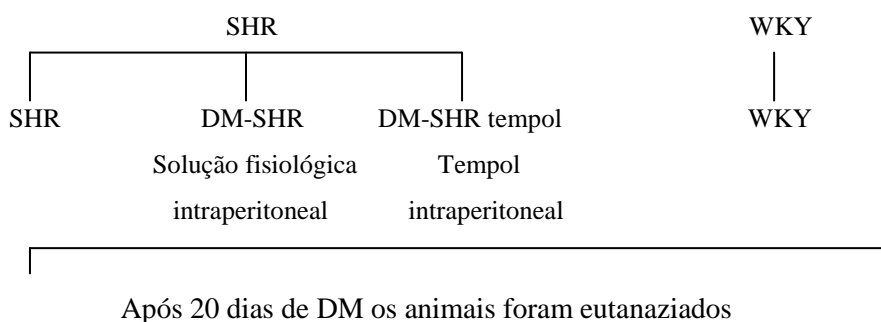 SHR WKY
SHR DM-SHR DM-SHR tempol WKY
Solução fisiológica Tempol
intraperitoneal intraperitoneal
Após 20 dias de DM os animais foram eutanaziados